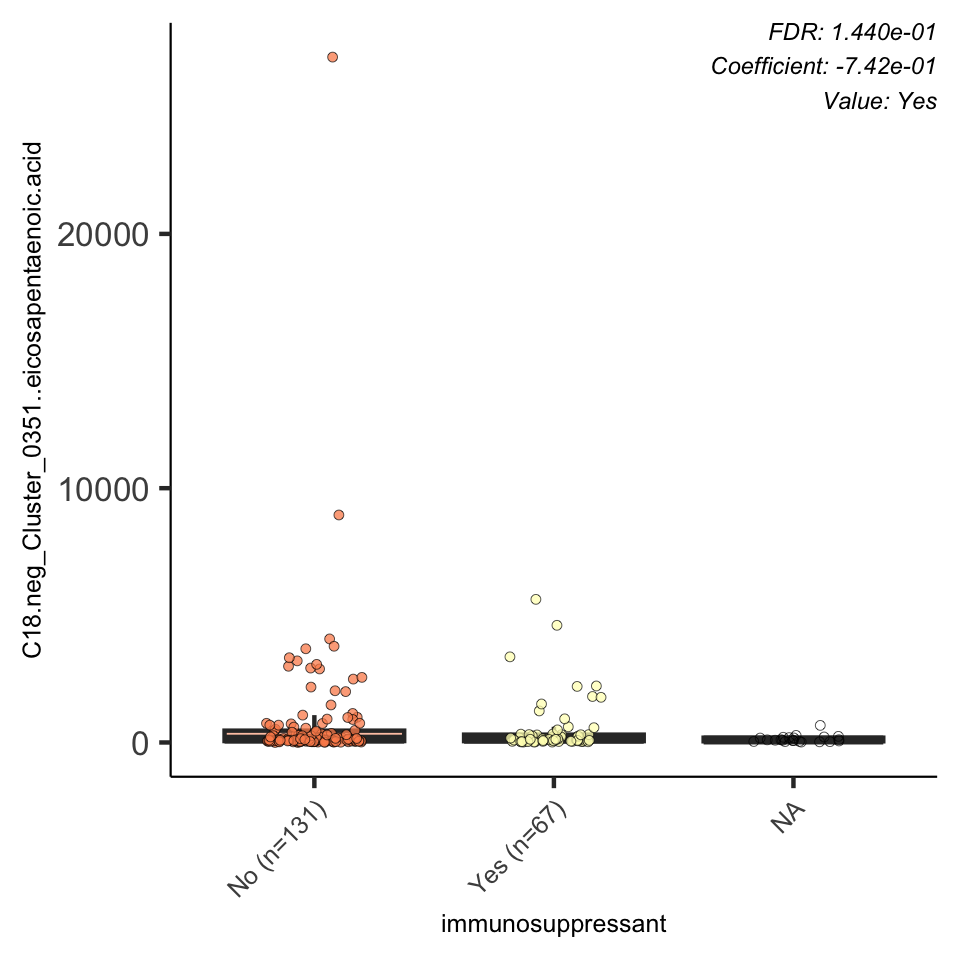 FDR: 1.440e-01
Coefficient: -7.42e-01
Value: Yes
C18.neg_Cluster_0351..eicosapentaenoic.acid
20000
10000
0
No (n=131)
Yes (n=67)
NA
immunosuppressant